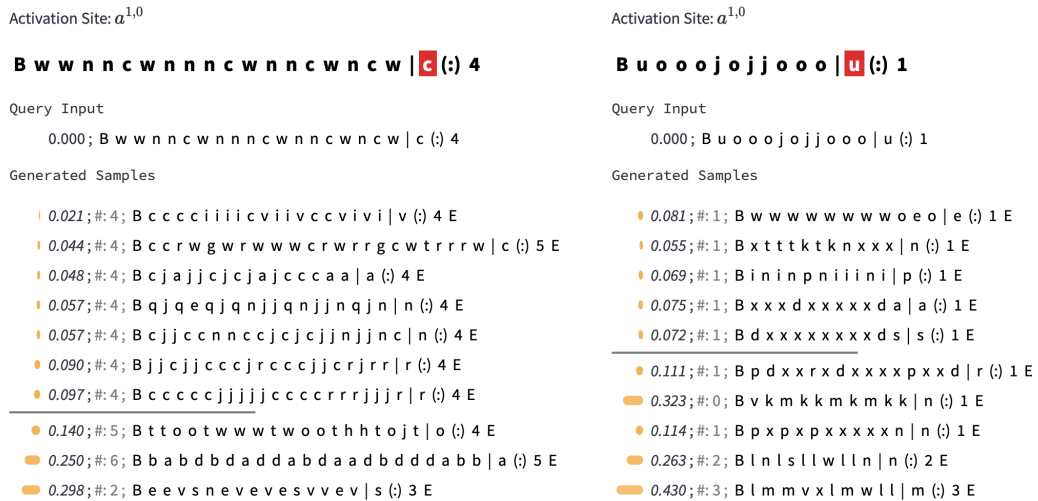 Activation Site: a^{1,0}
B w w n n c w n n n c w n n c w n c w | c (:) 4
Query Input
0.000; B w w n n c w n n n c w n n c w n c w | c (:) 4
Generated Samples
0.021; #: 4; B c c c c i i i i c v i i v c c v i v i | v (:) 4 E
0.044; #: 4; B c c r w g w r w w w c r w r r g c w t r r r w | c (:) 5 E
0.048; #: 4; B c j a j j c j c j a j c c c a a | a (:) 4 E
0.057; #: 4; B q j q e q j q n j j q n j j n q j n | n (:) 4 E
0.057; #: 4; B c j j c c n n c c j c j c j j n j j n c | n (:) 4 E
0.090; #: 4; B j j c j j c c c j r c c c j j c r j r r | r (:) 4 E
0.097; #: 4; B c c c c c j j j j j c c c c r r r j j j r | r (:) 4 E
0.140; #: 5; B t t o o t w w w t w o o t h h t o j t | o (:) 4 E
0.250; #: 6; B b a b d b d a d d a b d a a d b d d d a b b | a (:) 5 E
0.298; #: 2; B e e v s n e v e v e s v v e v | s (:) 3 E
Activation Site: a^{1,0}
B u o o o j o j j o o o | u (:) 1
Query Input
0.000; B u o o o j o j j o o o | u (:) 1
Generated Samples
0.081; #: 1; B w w w w w w w w o e o | e (:) 1 E
0.055; #: 1; B x t t t k t k n x x x | n (:) 1 E
0.069; #: 1; B i n i n p n i i i n i | p (:) 1 E
0.075; #: 1; B x x x d x x x x x d a | a (:) 1 E
0.072; #: 1; B d x x x x x x x x d s | s (:) 1 E
0.111; #: 1; B p d x x r x d x x x x p x x d | r (:) 1 E
0.323; #: 0; B v k m k k m k m k k | n (:) 1 E
0.114; #: 1; B p x p x p x x x x x n | n (:) 1 E
0.263; #: 2; B l n l s l l w l l n | n (:) 2 E
0.430; #: 3; B l m m v x l m w l l | m (:) 3 E